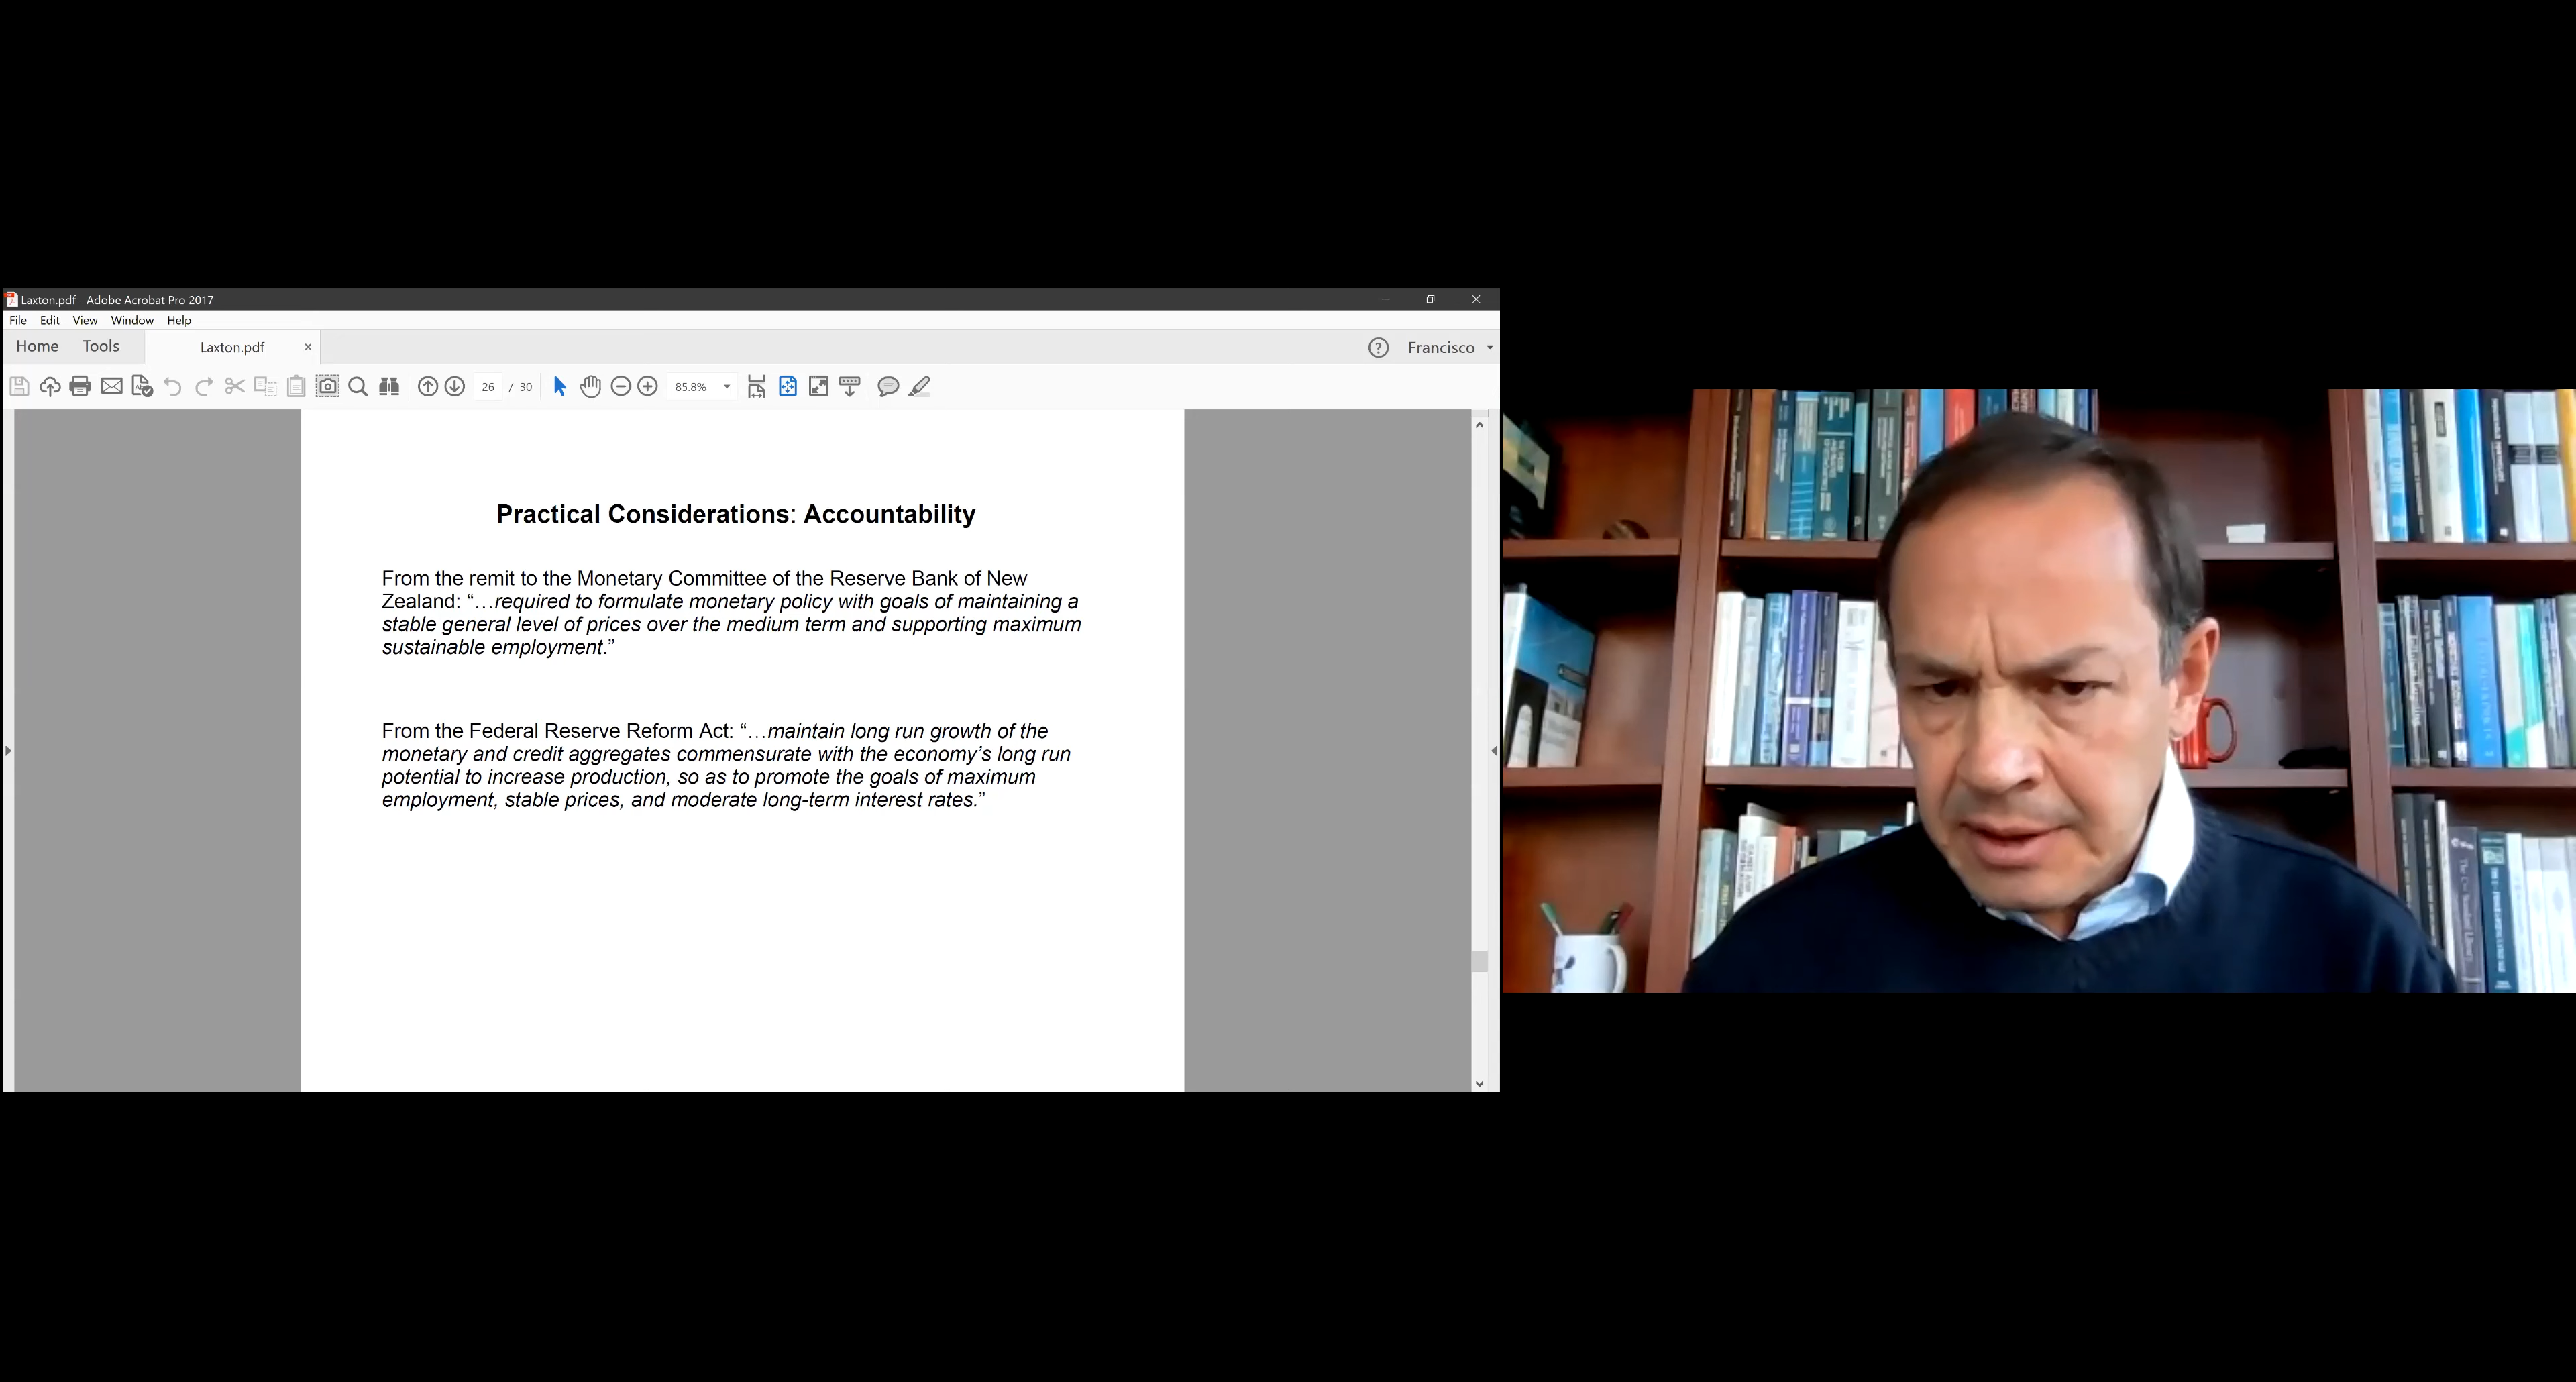 Laxton.pdf - Adobe Acrobat Pro 2017
File Edit View Window Help
Home Tools Laxton.pdf × ? Francisco
26 / 30 85.8%
Practical Considerations: Accountability
From the remit to the Monetary Committee of the Reserve Bank of New
Zealand: “…required to formulate monetary policy with goals of maintaining a
stable general level of prices over the medium term and supporting maximum
sustainable employment.”
From the Federal Reserve Reform Act: “…maintain long run growth of the
monetary and credit aggregates commensurate with the economy’s long run
potential to increase production, so as to promote the goals of maximum
employment, stable prices, and moderate long-term interest rates.”